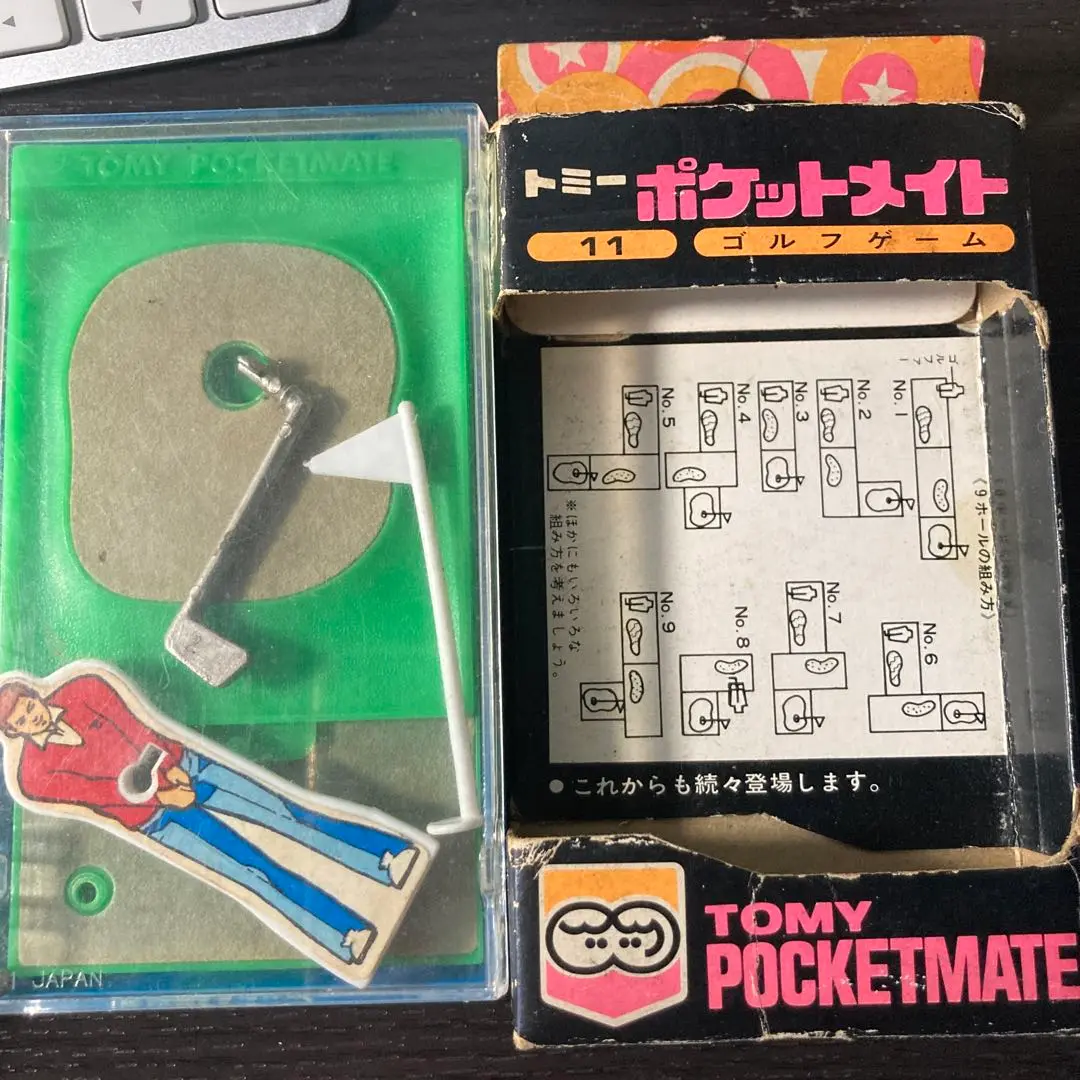 TOMY POCKETMATE
JAPAN
トミー ポケットメイト
11 ゴルフゲーム
ゴルファー
《9ホールの組み方》
No.1
No.2
No.3
No.4
No.5
No.6
No.7
No.8
No.9
※ほかにもいろいろな
組み方を考えましょう。
● これからも続々登場します。
TOMY
POCKETMATE